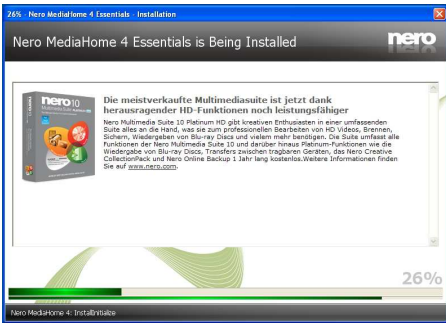 26% - Nero MediaHome 4 Essentials - Installation
Nero MediaHome 4 Essentials is Being Installed
nero
nero 10
Die meistverkaufte Multimediasuite ist jetzt dank
herausragender HD-Funktionen noch leistungsfähiger
Nero Multimedia Suite 10 Platinum HD gibt kreativen Enthusiasten in einer umfassenden
Suite alles an die Hand, was sie zum professionellen Bearbeiten von HD Videos, Brennen,
Sichern, Wiedergeben von Blu-ray Discs und vielem mehr benötigen. Die Suite umfasst alle
Funktionen der Nero Multimedia Suite 10 und darüber hinaus Platinum-Funktionen wie die
Wiedergabe von Blu-ray Discs, Transfers zwischen tragbaren Geräten, das Nero Creative
CollectionPack und Nero Online Backup 1 Jahr lang kostenlos.Weitere Informationen finden
Sie auf www.nero.com.
26%
Nero MediaHome 4: InstallInitialize